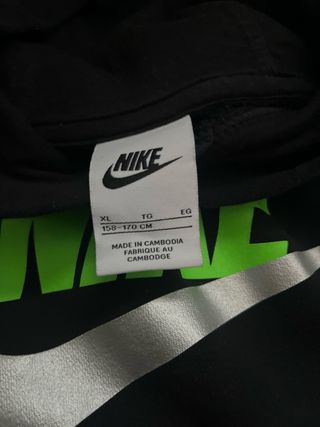 NIKE
XL TG EG
158-170 CM
MADE IN CAMBODIA
FABRIQUÉ AU
CAMBODGE